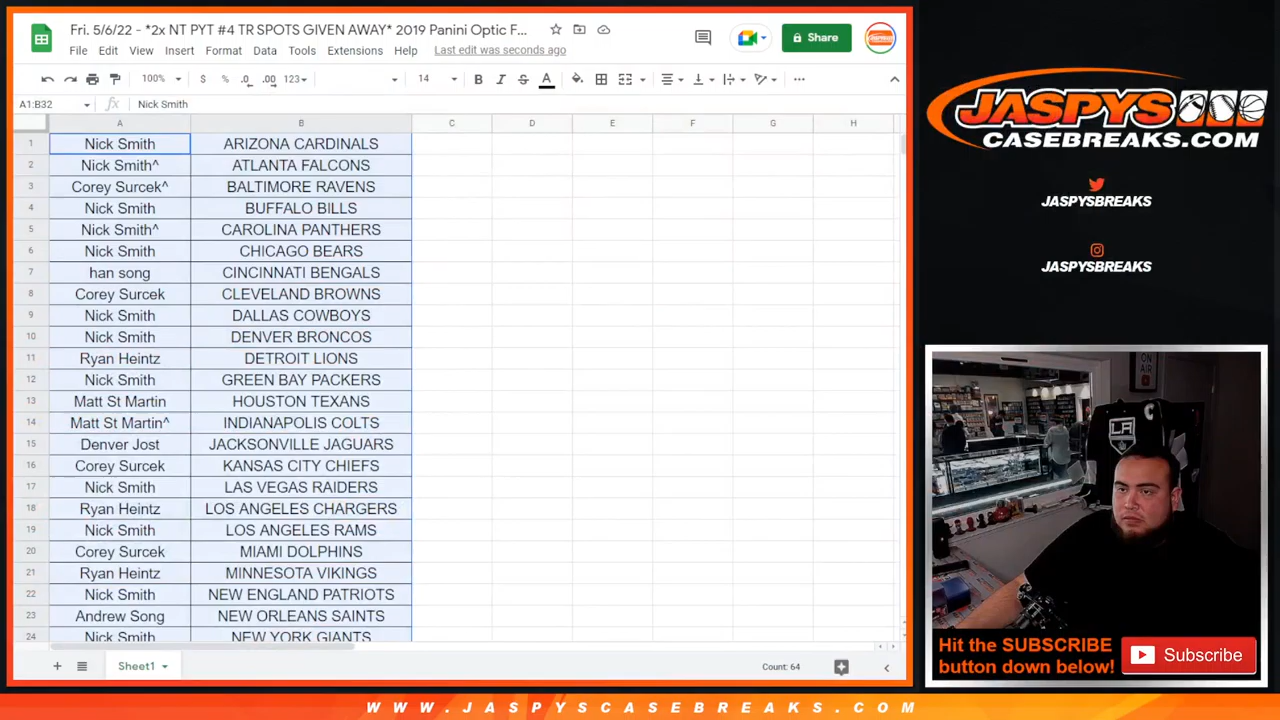 Fri. 5/6/22 - *2x NT PYT #4 TR SPOTS GIVEN AWAY* 2019 Panini Optic F...
File Edit View Insert Format Data Tools Extensions Help Last edit was seconds ago
Share
100% $ % .0 .00 123 14 B I S A
A1:B32 fx Nick Smith
A B C D E F G H
1 Nick Smith ARIZONA CARDINALS
2 Nick Smith^ ATLANTA FALCONS
3 Corey Surcek^ BALTIMORE RAVENS
4 Nick Smith BUFFALO BILLS
5 Nick Smith^ CAROLINA PANTHERS
6 Nick Smith CHICAGO BEARS
7 han song CINCINNATI BENGALS
8 Corey Surcek CLEVELAND BROWNS
9 Nick Smith DALLAS COWBOYS
10 Nick Smith DENVER BRONCOS
11 Ryan Heintz DETROIT LIONS
12 Nick Smith GREEN BAY PACKERS
13 Matt St Martin HOUSTON TEXANS
14 Matt St Martin^ INDIANAPOLIS COLTS
15 Denver Jost JACKSONVILLE JAGUARS
16 Corey Surcek KANSAS CITY CHIEFS
17 Nick Smith LAS VEGAS RAIDERS
18 Ryan Heintz LOS ANGELES CHARGERS
19 Nick Smith LOS ANGELES RAMS
20 Corey Surcek MIAMI DOLPHINS
21 Ryan Heintz MINNESOTA VIKINGS
22 Nick Smith NEW ENGLAND PATRIOTS
23 Andrew Song NEW ORLEANS SAINTS
24 Nick Smith NEW YORK GIANTS
Sheet1
Count: 64
JASPYS
CASEBREAKS.COM
JASPYSBREAKS
JASPYSBREAKS
ON AIR
C
LA
Hit the SUBSCRIBE
button down below!
Subscribe
WWW.JASPYSCASEBREAKS.COM